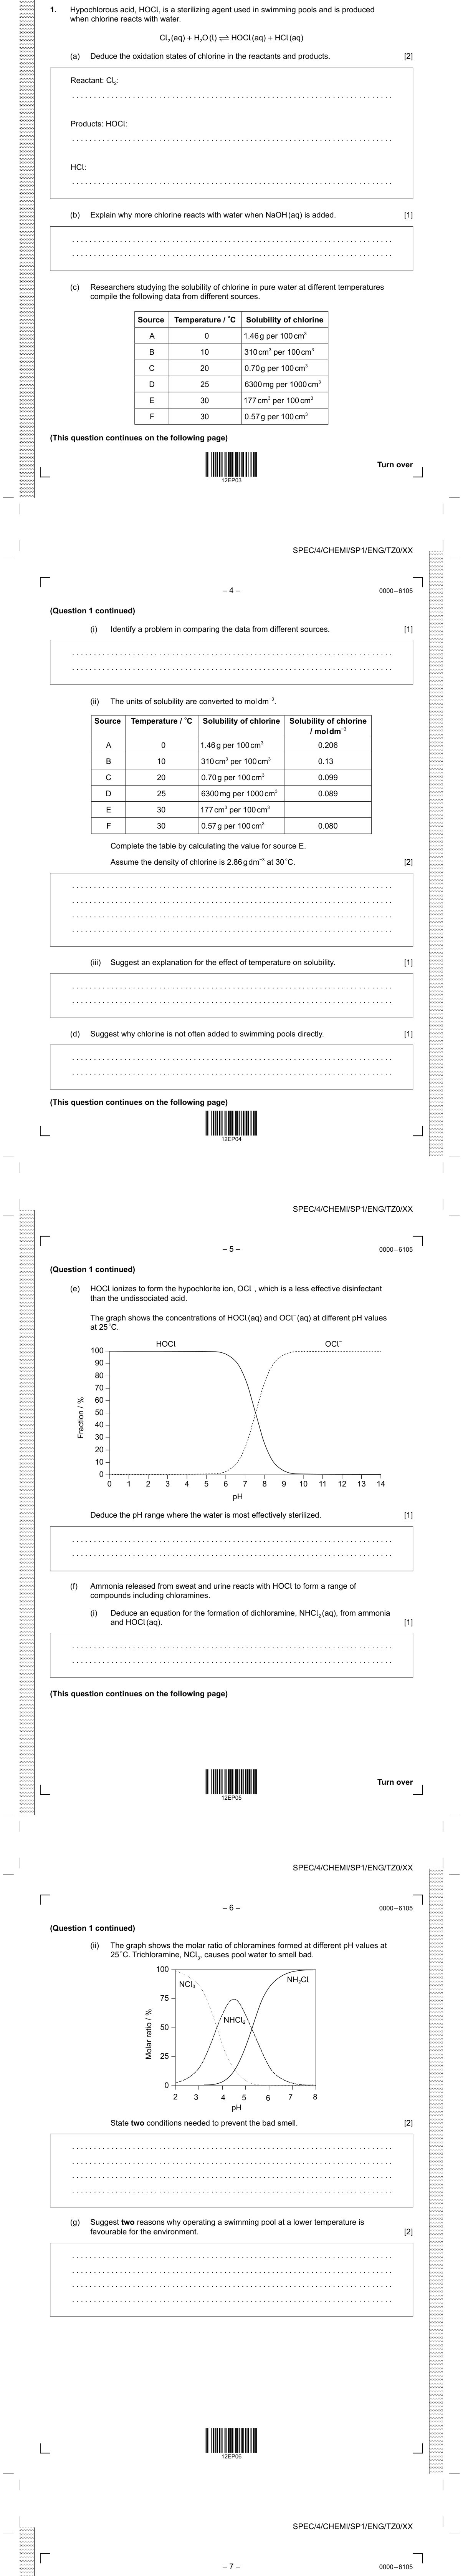 1. Hypochlorous acid, HOCl, is a sterilizing agent used in swimming pools and is produced
when chlorine reacts with water.
Cl₂(aq) + H₂O(l) ⇌ HOCl(aq) + HCl(aq)
(a) Deduce the oxidation states of chlorine in the reactants and products. [2]
Reactant: Cl₂:
Products: HOCl:
HCl:
(b) Explain why more chlorine reacts with water when NaOH(aq) is added. [1]
(c) Researchers studying the solubility of chlorine in pure water at different temperatures
compile the following data from different sources.
Source Temperature / °C Solubility of chlorine
A 0 1.46 g per 100 cm³
B 10 310 cm³ per 100 cm³
C 20 0.70 g per 100 cm³
D 25 6300 mg per 1000 cm³
E 30 177 cm³ per 100 cm³
F 30 0.57 g per 100 cm³
(This question continues on the following page)
Turn over
12EP03
SPEC/4/CHEMI/SP1/ENG/TZ0/XX
– 4 – 0000–6105
(Question 1 continued)
(i) Identify a problem in comparing the data from different sources. [1]
(ii) The units of solubility are converted to mol dm⁻³.
Source Temperature / °C Solubility of chlorine Solubility of chlorine
/ mol dm⁻³
A 0 1.46 g per 100 cm³ 0.206
B 10 310 cm³ per 100 cm³ 0.13
C 20 0.70 g per 100 cm³ 0.099
D 25 6300 mg per 1000 cm³ 0.089
E 30 177 cm³ per 100 cm³
F 30 0.57 g per 100 cm³ 0.080
Complete the table by calculating the value for source E.
Assume the density of chlorine is 2.86 g dm⁻³ at 30 °C. [2]
(iii) Suggest an explanation for the effect of temperature on solubility. [1]
(d) Suggest why chlorine is not often added to swimming pools directly. [1]
(This question continues on the following page)
12EP04
SPEC/4/CHEMI/SP1/ENG/TZ0/XX
– 5 – 0000–6105
(Question 1 continued)
(e) HOCl ionizes to form the hypochlorite ion, OCl⁻, which is a less effective disinfectant
than the undissociated acid.
The graph shows the concentrations of HOCl(aq) and OCl⁻(aq) at different pH values
at 25 °C.
HOCl OCl⁻
100
90
80
70
60
50
40
30
20
10
0
Fraction / %
0 1 2 3 4 5 6 7 8 9 10 11 12 13 14
pH
Deduce the pH range where the water is most effectively sterilized. [1]
(f) Ammonia released from sweat and urine reacts with HOCl to form a range of
compounds including chloramines.
(i) Deduce an equation for the formation of dichloramine, NHCl₂(aq), from ammonia
and HOCl(aq). [1]
(This question continues on the following page)
Turn over
12EP05
SPEC/4/CHEMI/SP1/ENG/TZ0/XX
– 6 – 0000–6105
(Question 1 continued)
(ii) The graph shows the molar ratio of chloramines formed at different pH values at
25 °C. Trichloramine, NCl₃, causes pool water to smell bad.
100
75
50
25
0
Molar ratio / %
NCl₃
NHCl₂
NH₂Cl
2 3 4 5 6 7 8
pH
State two conditions needed to prevent the bad smell. [2]
(g) Suggest two reasons why operating a swimming pool at a lower temperature is
favourable for the environment. [2]
12EP06
SPEC/4/CHEMI/SP1/ENG/TZ0/XX
– 7 – 0000–6105